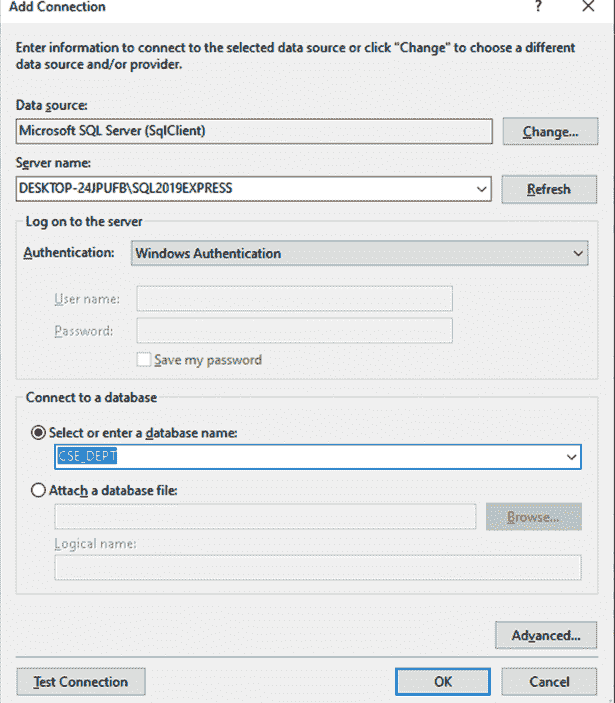 Add Connection
?
Enter information to connect to the selected data source or click "Change" to choose a different
data source and/or provider.
Data source:
Microsoft SQL Server (SqlClient)
Change...
Server name:
DESKTOP-24JPUFB\SQL2019EXPRESS
Refresh
Log on to the server
Authentication:
Windows Authentication
User name:
Password:
Save my password
Connect to a database
Select or enter a database name:
CSE_DEPT
Attach a database file:
Browse...
Logical name:
Advanced...
Test Connection
OK
Cancel